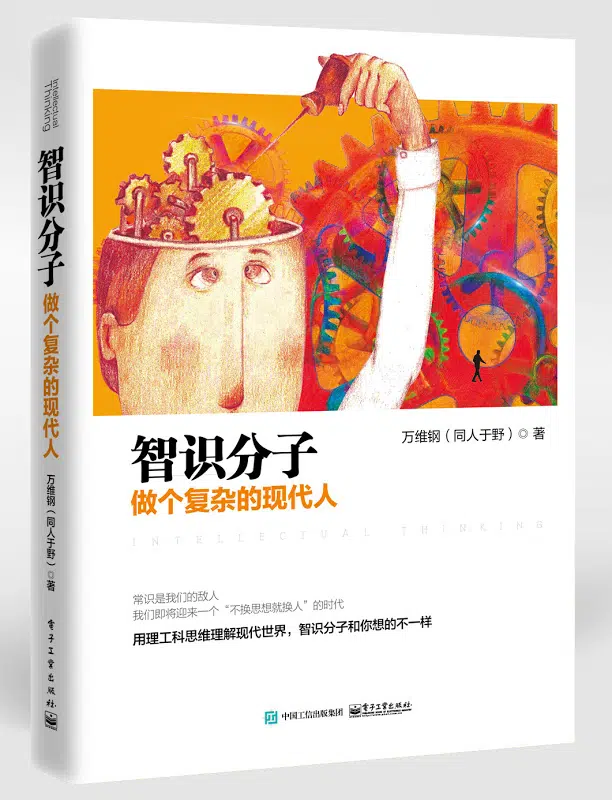 Intellectual
Thinking
智识分子
做个复杂的现代人
万维钢（同人于野）◎著
电子工业出版社
万维钢（同人于野）◎ 著
智识分子
做个复杂的现代人
INTELLECTUAL THINKING
常识是我们的敌人
我们即将迎来一个“不换思想就换人”的时代
用理工科思维理解现代世界，智识分子和你想的不一样
中国工信出版集团
电子工业出版社